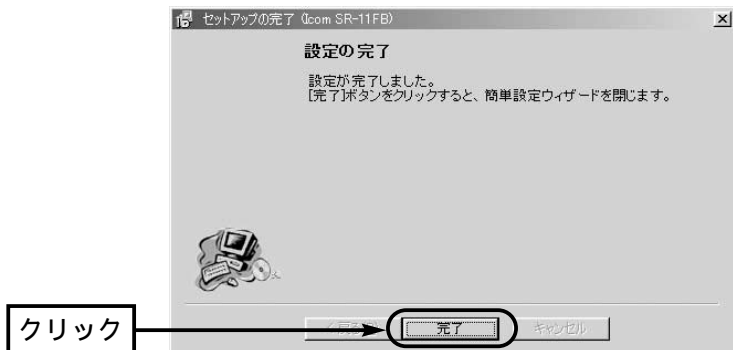 セットアップの完了 (Icom SR-11FB)
設定の完了
設定が完了しました。
[完了]ボタンをクリックすると、簡単設定ウィザードを閉じます。
クリック
完了
キャンセル